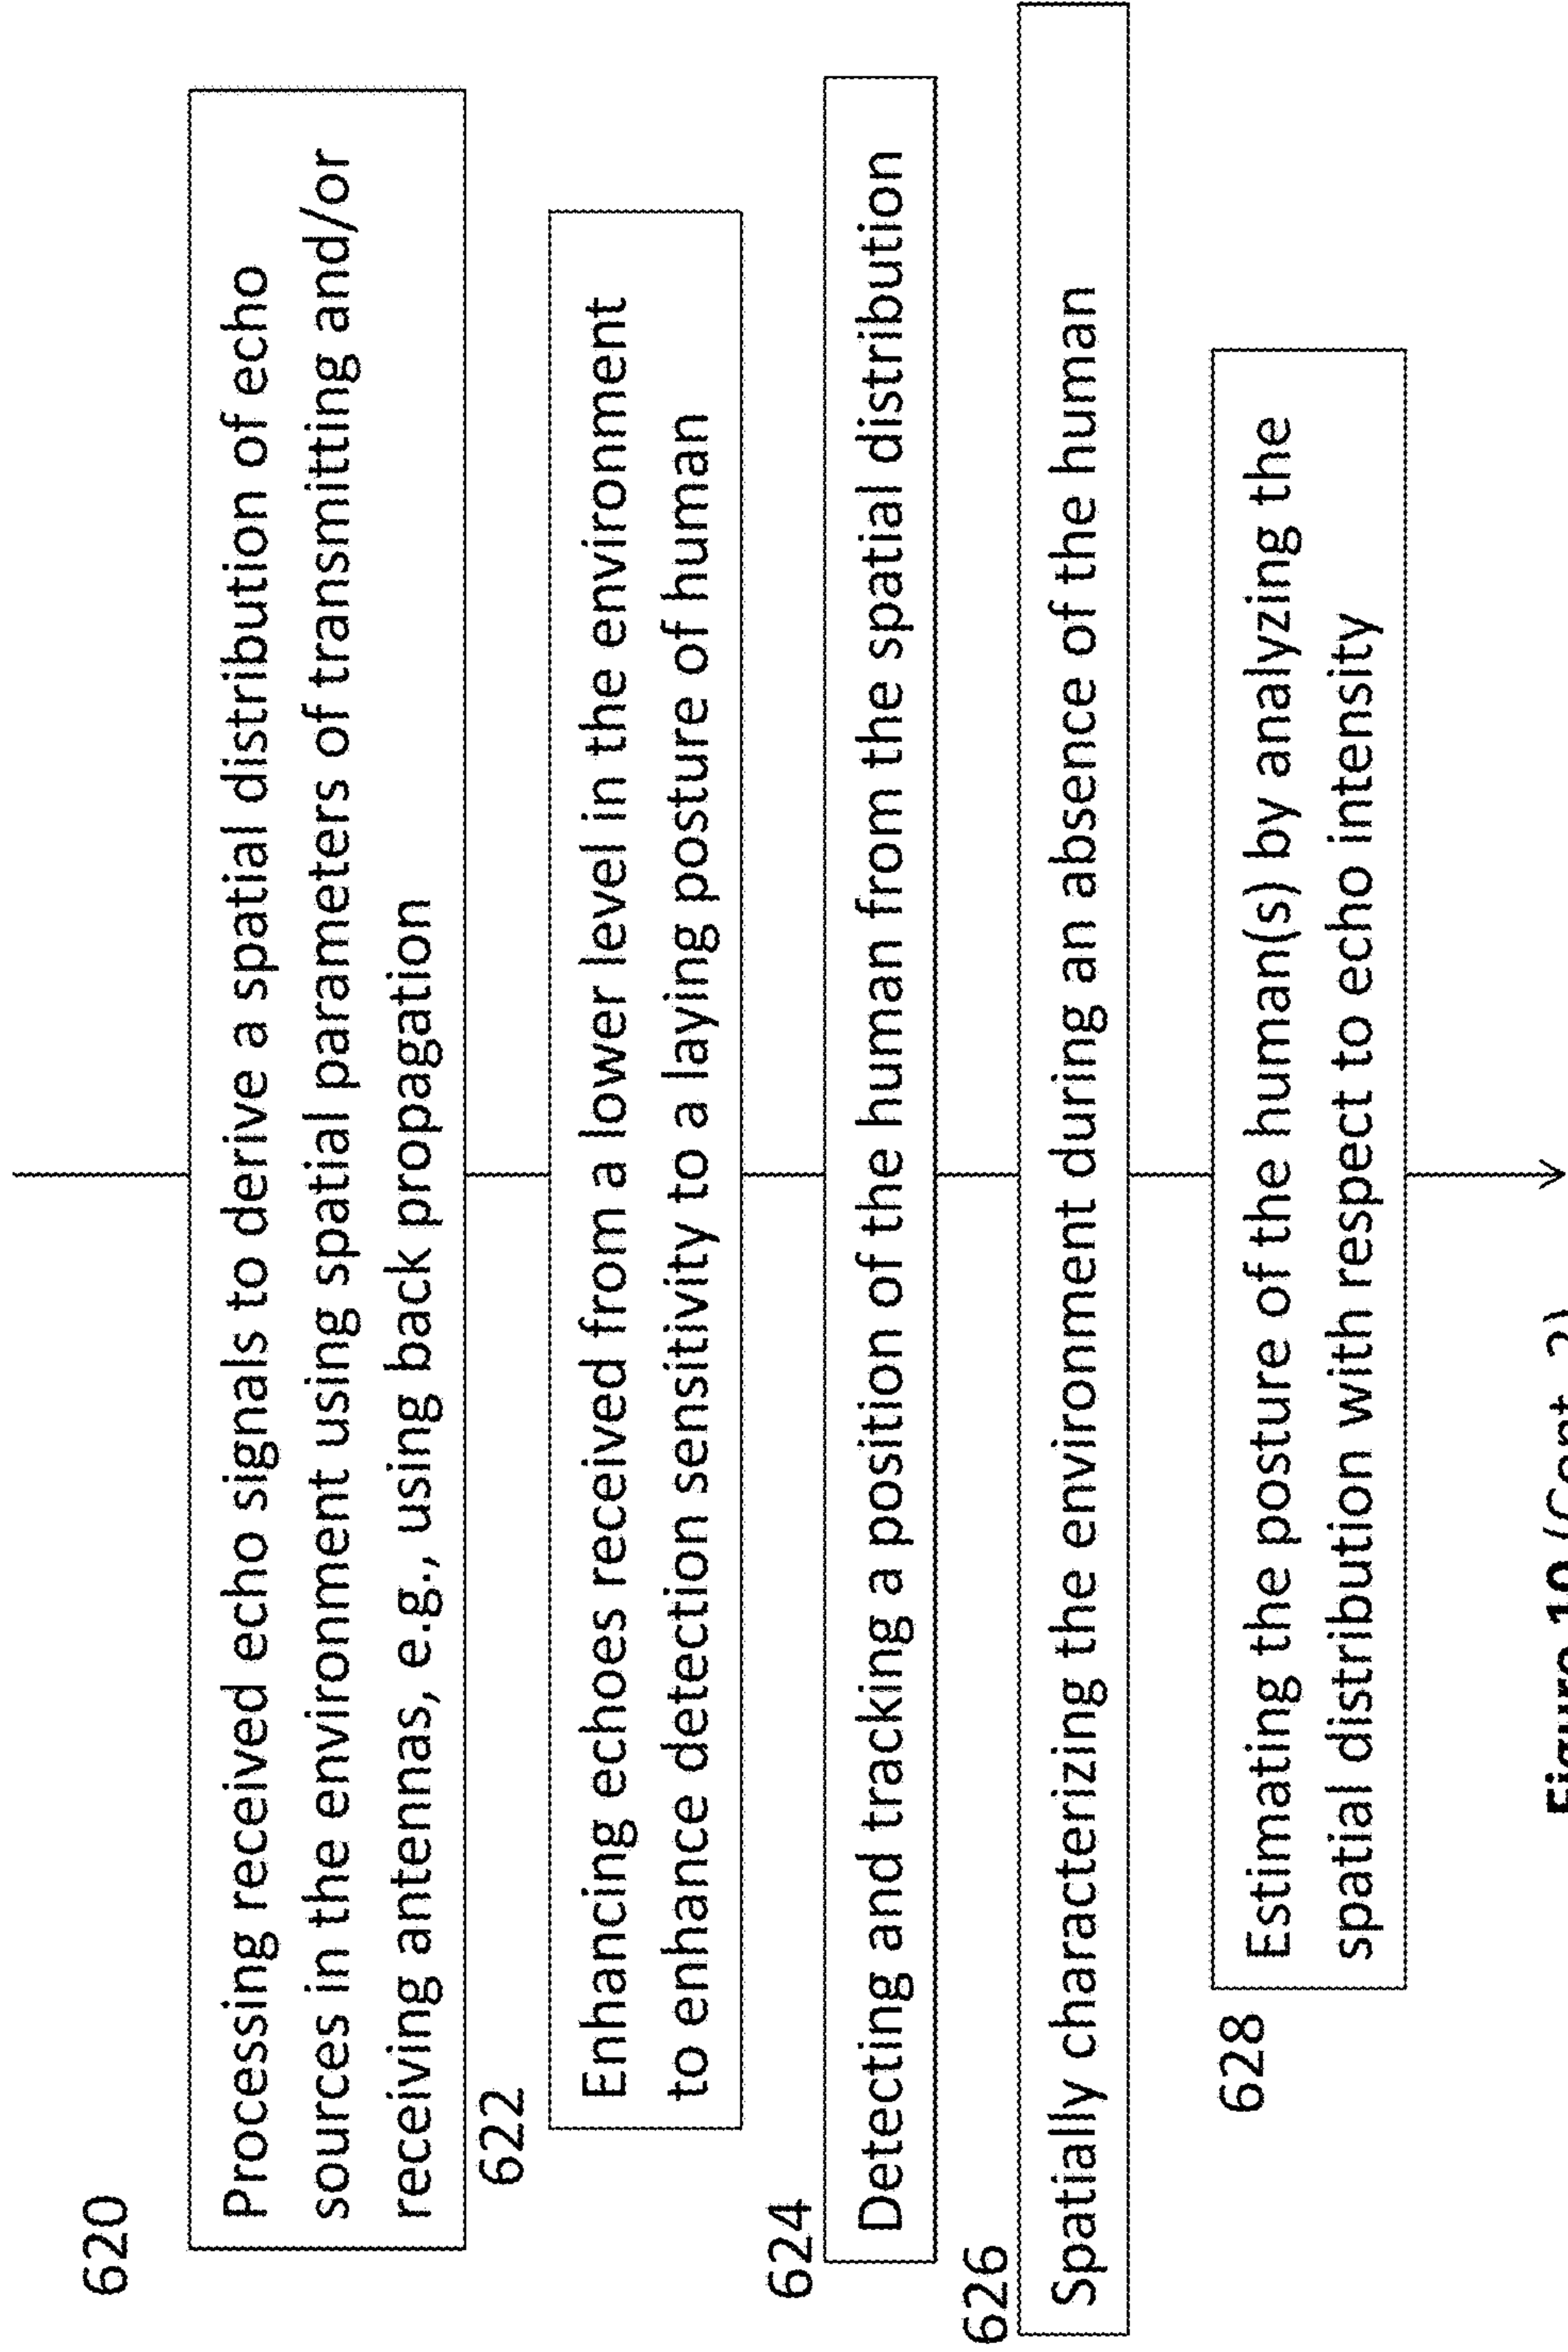 620
Processing received echo signals to derive a spatial distribution of echo
sources in the environment using spatial parameters of transmitting and/or
receiving antennas, e.g., using back propagation
622
Enhancing echoes received from a lower level in the environment
to enhance detection sensitivity to a laying posture of human
624
Detecting and tracking a position of the human from the spatial distribution
626
Spatially characterizing the environment during an absence of the human
628
Estimating the posture of the human(s) by analyzing the
spatial distribution with respect to echo intensity
Figure 10 (Cont. 2)